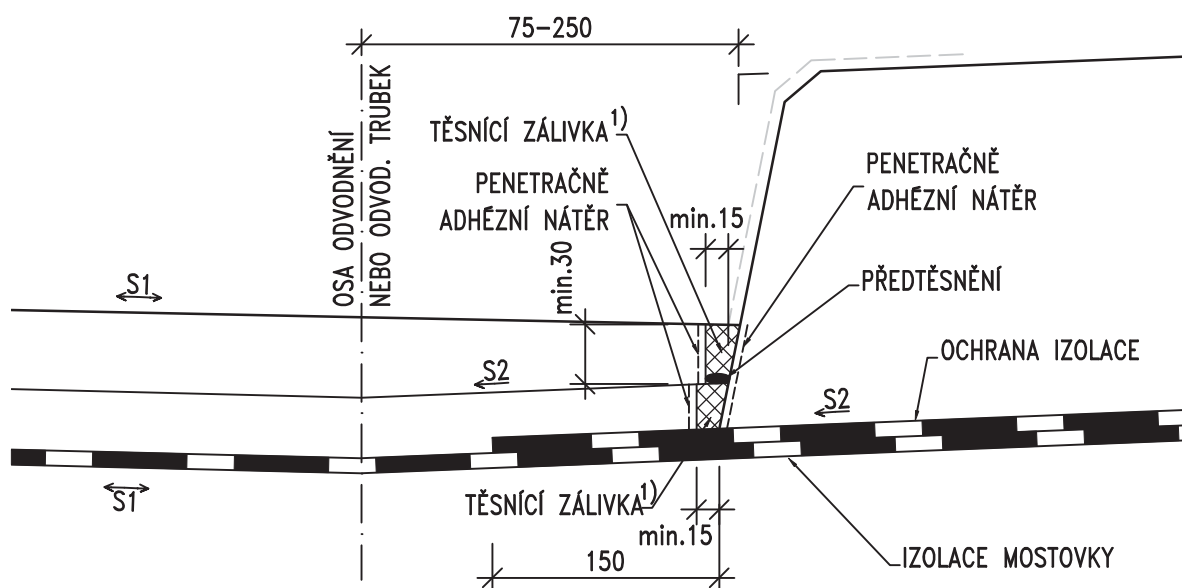 75-250
OSA ODVODNĚNÍ
NEBO ODVOD. TRUBEK
TĚSNÍCÍ ZÁLIVKA1)
PENETRAČNĚ
ADHÉZNÍ NÁTĚR
min.15
PENETRAČNĚ
ADHÉZNÍ NÁTĚR
min.30
PŘEDTĚSNĚNÍ
S1
S2
OCHRANA IZOLACE
S2
S1
TĚSNÍCÍ ZÁLIVKA1)
min.15
150
IZOLACE MOSTOVKY